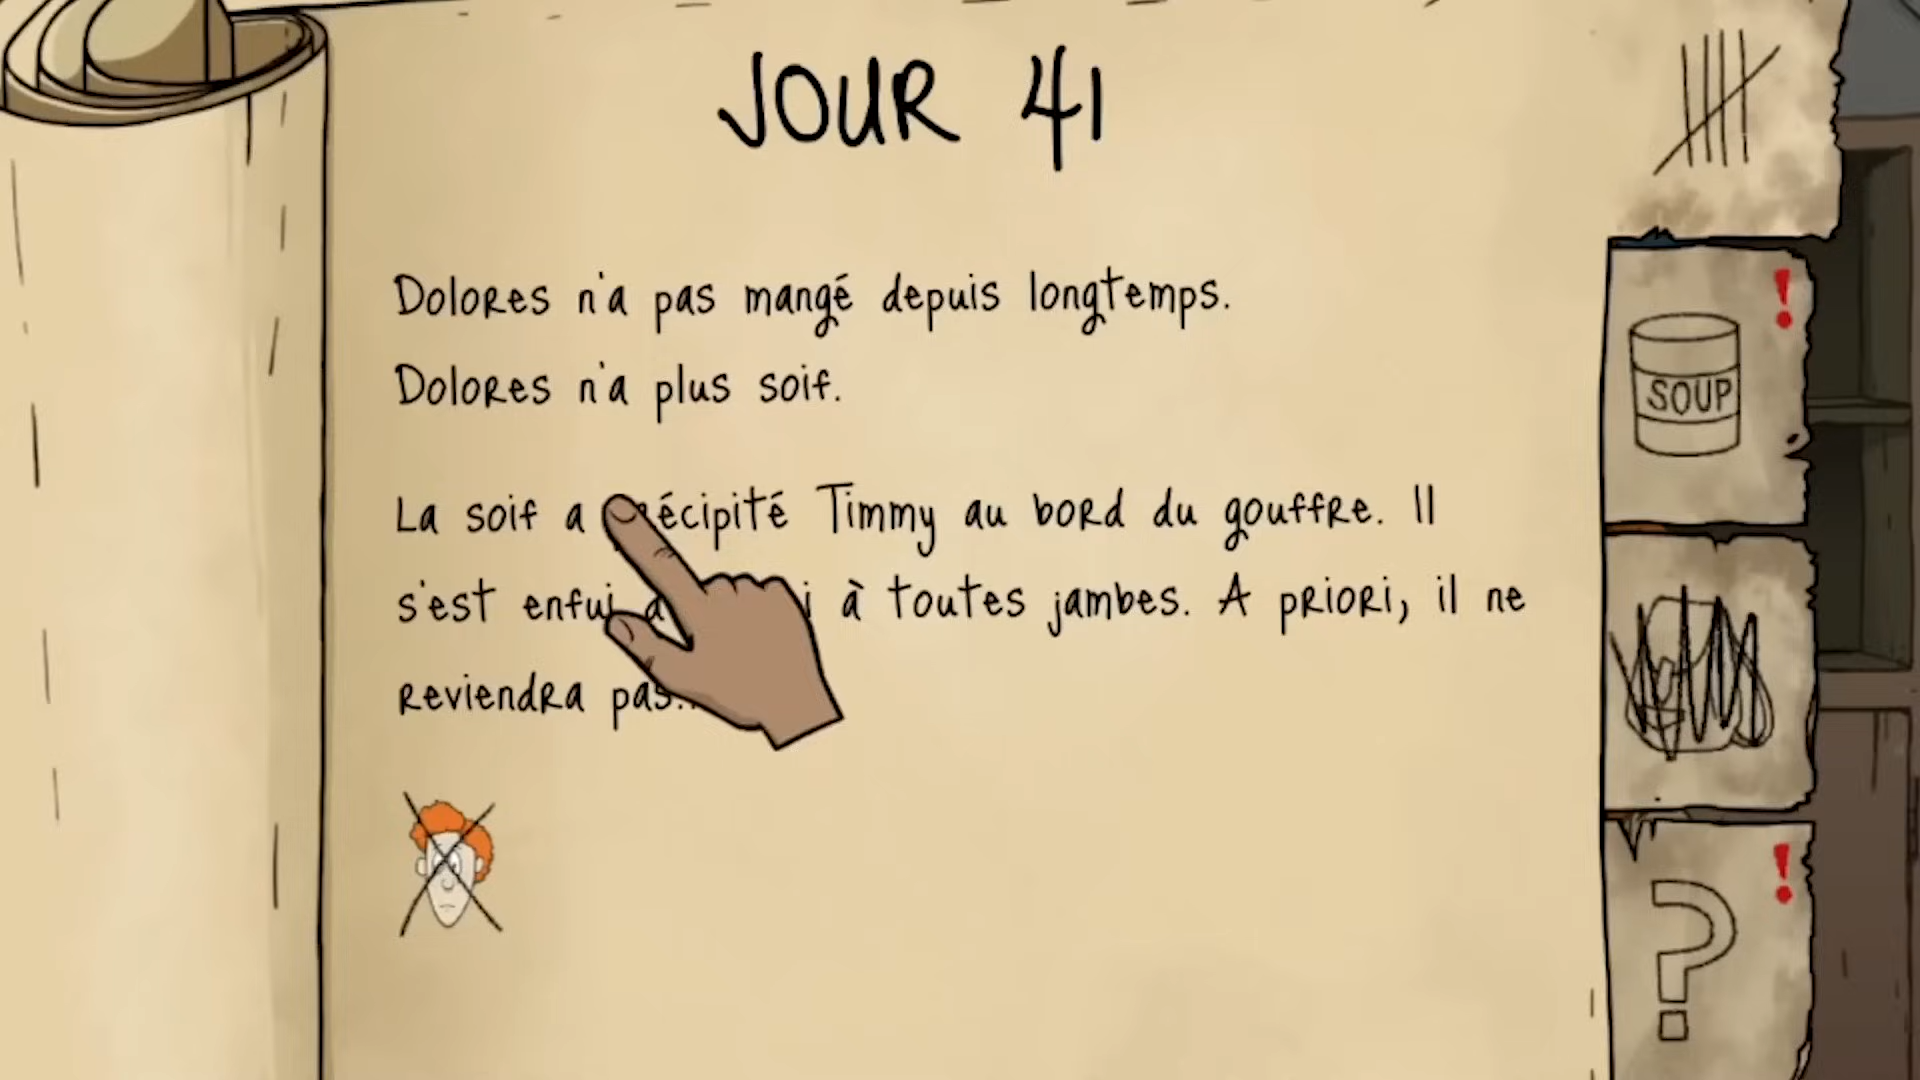 JOUR 41
Dolores n'a pas mangé depuis longtemps.
Dolores n'a plus soif.
La soif a Timmy au bord du gouffre. Il
s'est enfui à toutes jambes. A priori, il ne
reviendra pas.
SOUP
!
!
?